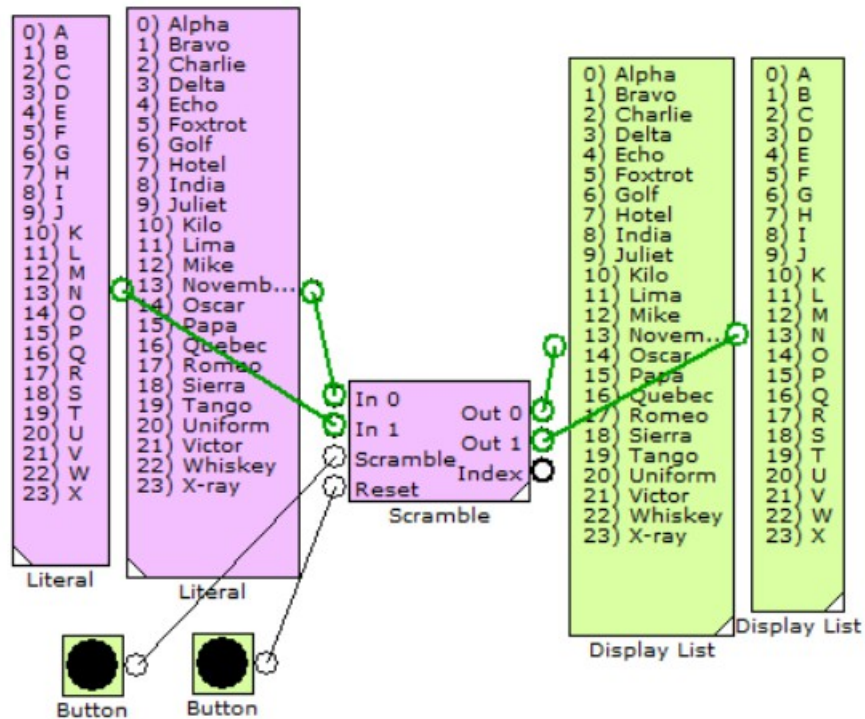 0) A
1) B
2) C
3) D
4) E
5) F
6) G
7) H
8) I
9) J
10) K
11) L
12) M
13) N
14) O
15) P
16) Q
17) R
18) S
19) T
20) U
21) V
22) W
23) X
Literal
0) Alpha
1) Bravo
2) Charlie
3) Delta
4) Echo
5) Foxtrot
6) Golf
7) Hotel
8) India
9) Juliet
10) Kilo
11) Lima
12) Mike
13) Novemb...
14) Oscar
15) Papa
16) Quebec
17) Romeo
18) Sierra
19) Tango
20) Uniform
21) Victor
22) Whiskey
23) X-ray
Literal
In 0
In 1
Scramble
Reset
Out 0
Out 1
Index
Scramble
0) Alpha
1) Bravo
2) Charlie
3) Delta
4) Echo
5) Foxtrot
6) Golf
7) Hotel
8) India
9) Juliet
10) Kilo
11) Lima
12) Mike
13) Novem...
14) Oscar
15) Papa
16) Quebec
17) Romeo
18) Sierra
19) Tango
20) Uniform
21) Victor
22) Whiskey
23) X-ray
Display List
0) A
1) B
2) C
3) D
4) E
5) F
6) G
7) H
8) I
9) J
10) K
11) L
12) M
13) N
14) O
15) P
16) Q
17) R
18) S
19) T
20) U
21) V
22) W
23) X
Display List
Button
Button